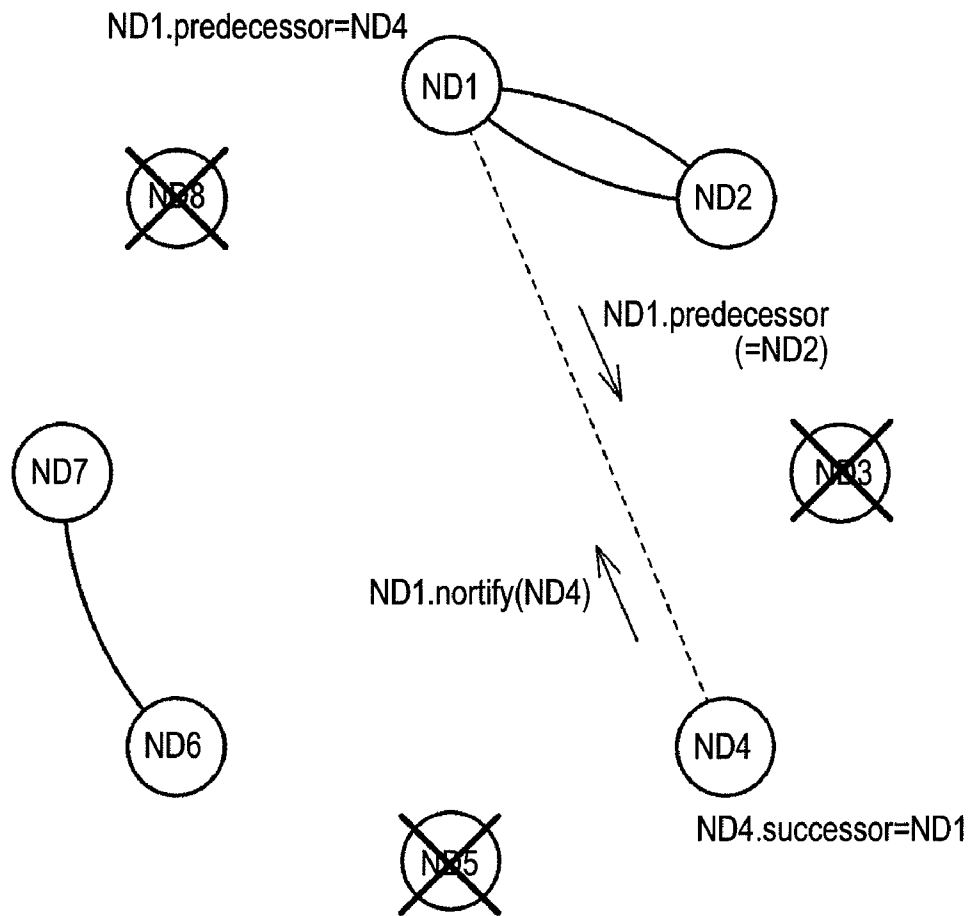 ND1.predecessor=ND4
ND1
ND8
ND2
ND1.predecessor
(=ND2)
ND7
ND3
ND1.nortify(ND4)
ND6
ND4
ND4.successor=ND1
ND5